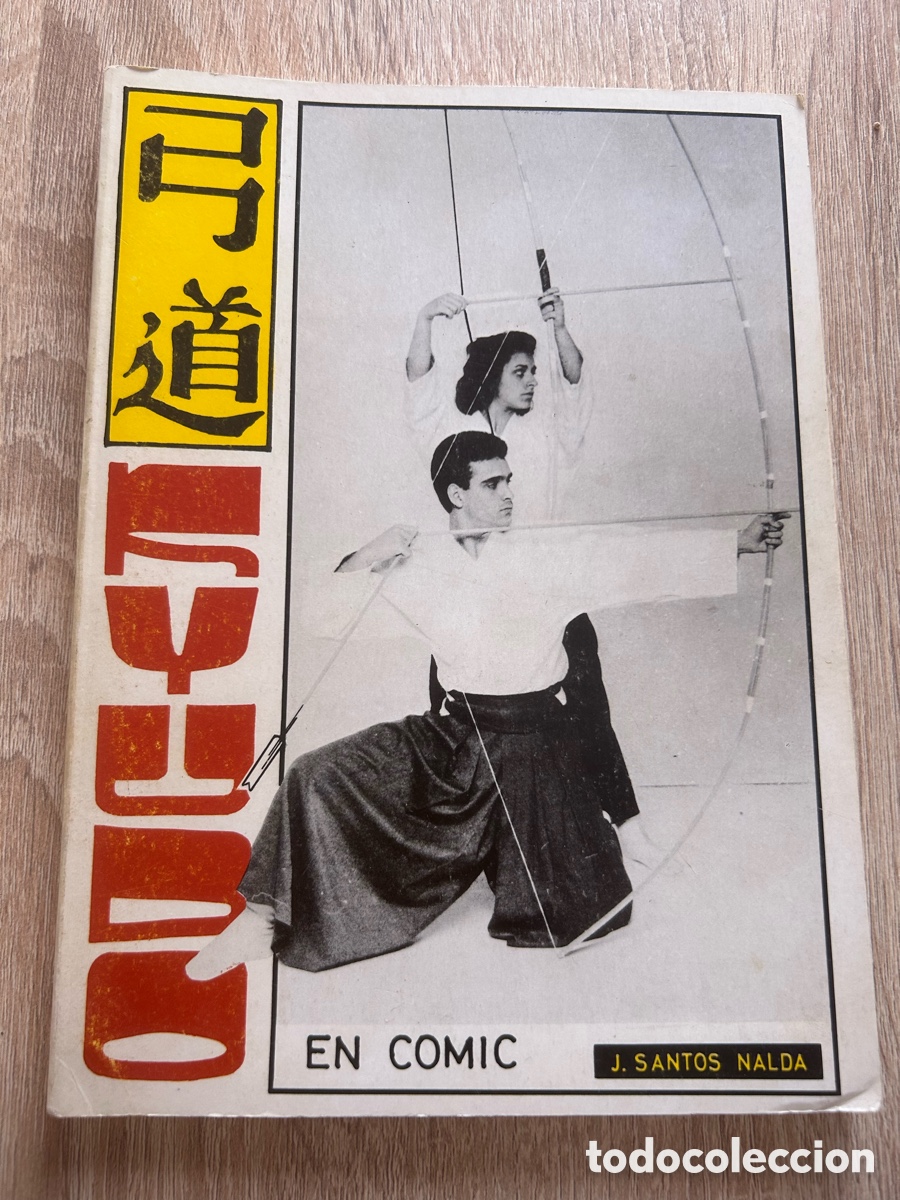 弓
道
KYUDO
EN COMIC
J. SANTOS NALDA
todocoleccion